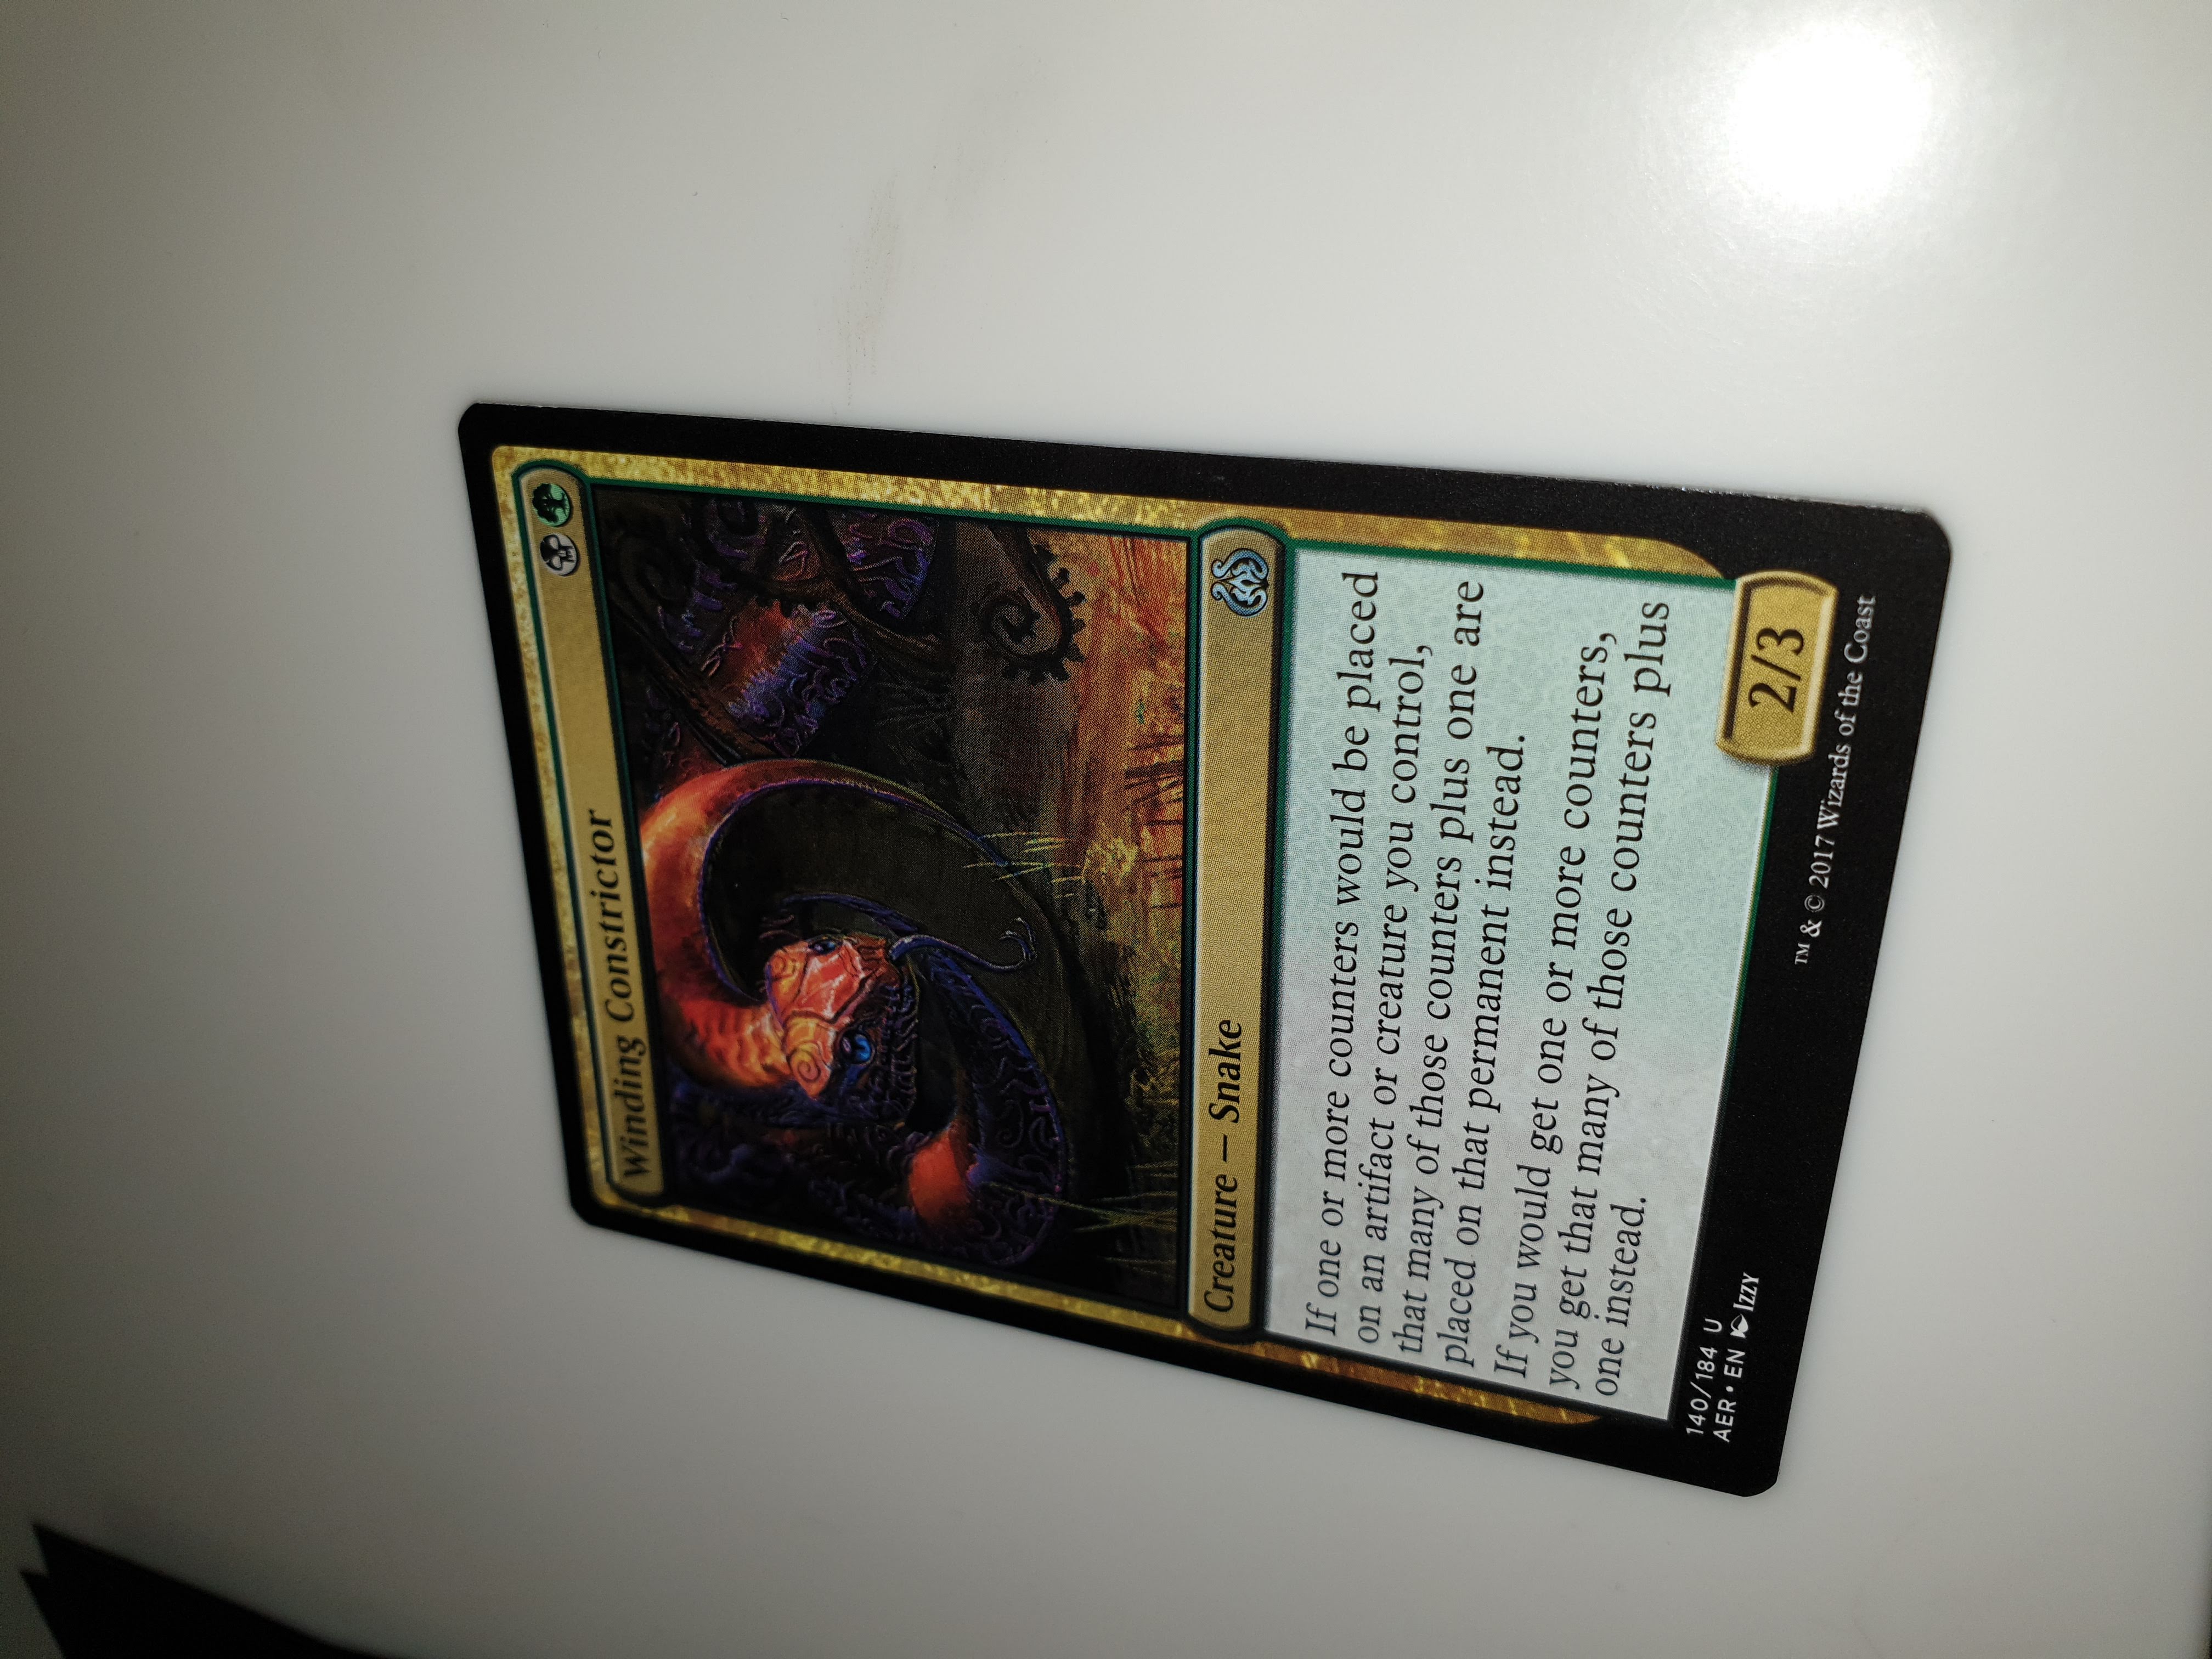 Winding Constrictor
Creature — Snake
If one or more counters would be placed
on an artifact or creature you control,
that many of those counters plus one are
placed on that permanent instead.
If you would get one or more counters,
you get that many of those counters plus
one instead.
2/3
140/184 U
AER • EN Izzy
™ & © 2017 Wizards of the Coast